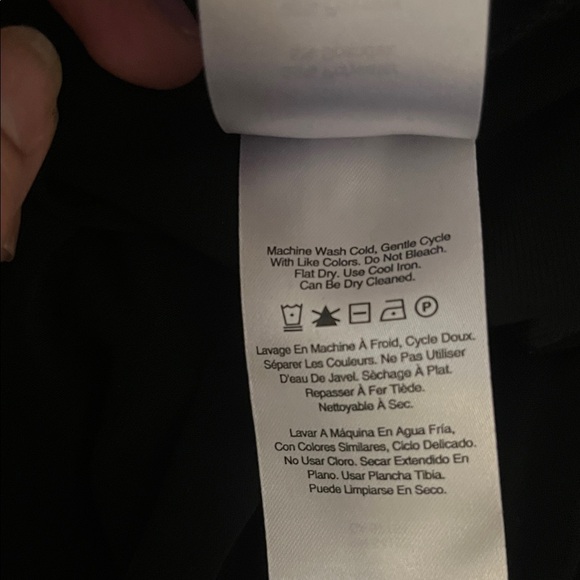 Machine Wash Cold, Gentle Cycle
With Like Colors. Do Not Bleach.
Flat Dry. Use Cool Iron.
Can Be Dry Cleaned.
P
Lavage En Machine À Froid, Cycle Doux.
Séparer Les Couleurs. Ne Pas Utiliser
D'eau De Javel. Séchage À Plat.
Repasser À Fer Tiède.
Nettoyable À Sec.
Lavar A Máquina En Agua Fría,
Con Colores Similares, Ciclo Delicado.
No Usar Cloro. Secar Extendido En
Plano. Usar Plancha Tibia.
Puede Limpiarse En Seco.